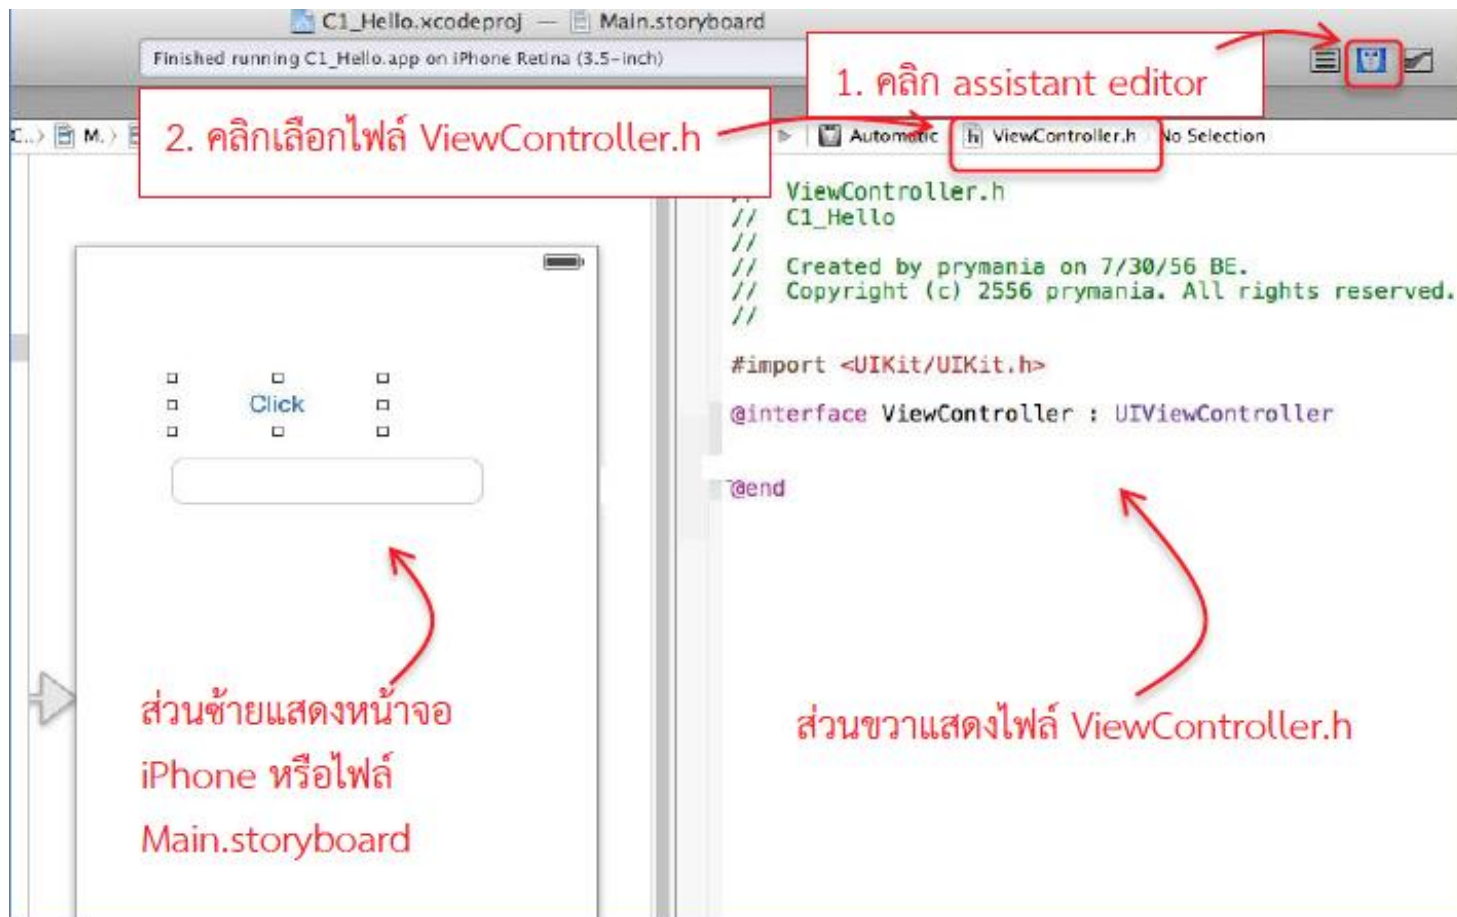 C1_Hello.xcodeproj — Main.storyboard
Finished running C1_Hello.app on iPhone Retina (3.5-inch)
1. คลิก assistant editor
2. คลิกเลือกไฟล์ ViewController.h
C.. M.
Automatic ViewController.h No Selection
// ViewController.h
// C1_Hello
//
// Created by prymania on 7/30/56 BE.
// Copyright (c) 2556 prymania. All rights reserved.
//
#import <UIKit/UIKit.h>
@interface ViewController : UIViewController
@end
Click
ส่วนซ้ายแสดงหน้าจอ
iPhone หรือไฟล์
Main.storyboard
ส่วนขวาแสดงไฟล์ ViewController.h